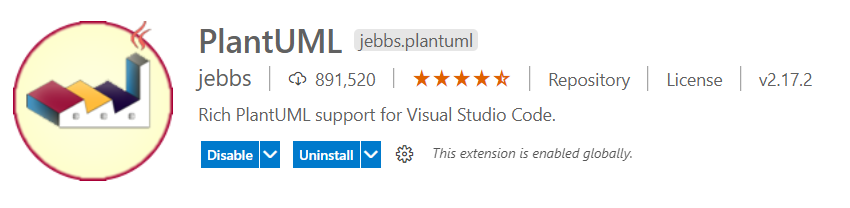 PlantUML jebbs.plantuml
jebbs 891,520 Repository License v2.17.2
Rich PlantUML support for Visual Studio Code.
Disable Uninstall This extension is enabled globally.